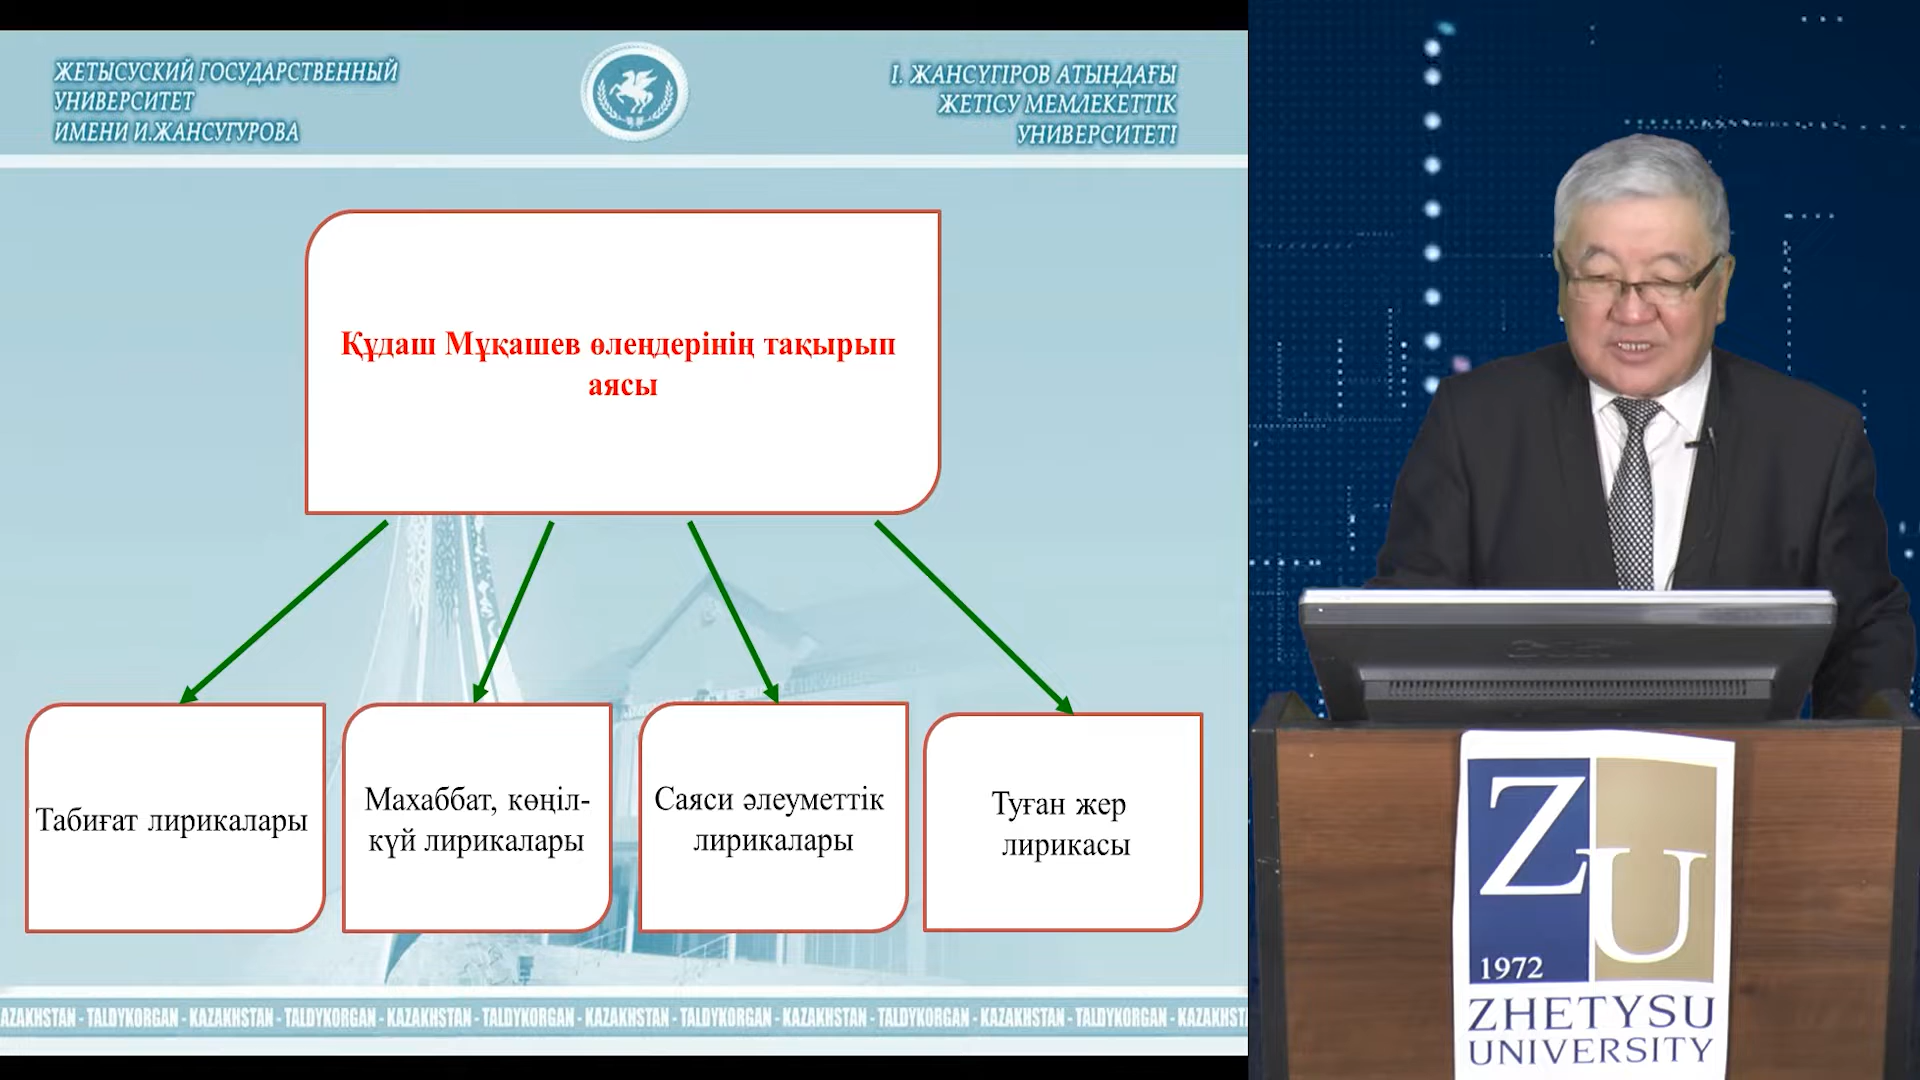 ЖЕТЫСУСКИЙ ГОСУДАРСТВЕННЫЙ
УНИВЕРСИТЕТ
ИМЕНИ И.ЖАНСУГУРОВА
І. ЖАНСҮГІРОВ АТЫНДАҒЫ
ЖЕТІСУ МЕМЛЕКЕТТІК
УНИВЕРСИТЕТІ
Құдаш Мұқашев өлеңдерінің тақырып
аясы
Табиғат лирикалары
Махаббат, көңіл-
күй лирикалары
Саяси әлеуметтік
лирикалары
Туған жер
лирикасы
AZAKHSTAN - TALDYKORGAN - KAZAKHSTAN - TALDYKORGAN - KAZAKHSTAN - TALDYKORGAN - KAZAKHSTAN - TALDYKORGAN - KAZAKHSTAN - TALDYKORGAN - KAZAKHSTAN - TALDYKORGAN - KAZAKHST
ZU
1972
ZHETYSU
UNIVERSITY